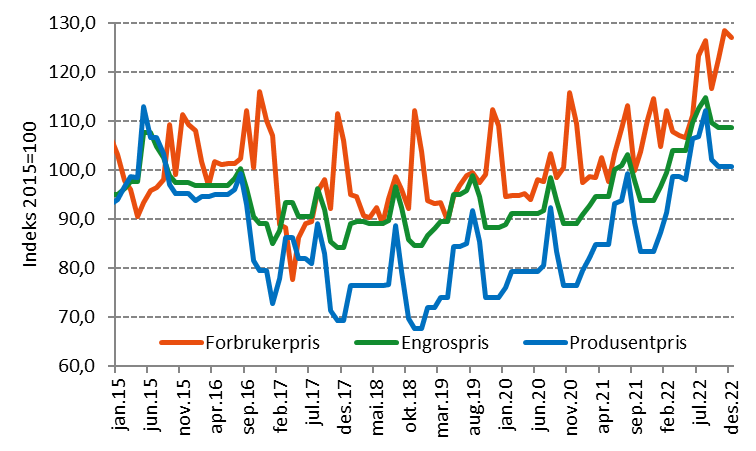 130,0
120,0
110,0
100,0
90,0
80,0
70,0
60,0
Indeks 2015=100
Forbrukerpris Engrospris Produsentpris
jan.15 jun.15 nov.15 apr.16 sep.16 feb.17 jul.17 des.17 mai.18 okt.18 mar.19 aug.19 jan.20 jun.20 nov.20 apr.21 sep.21 feb.22 jul.22 des.22